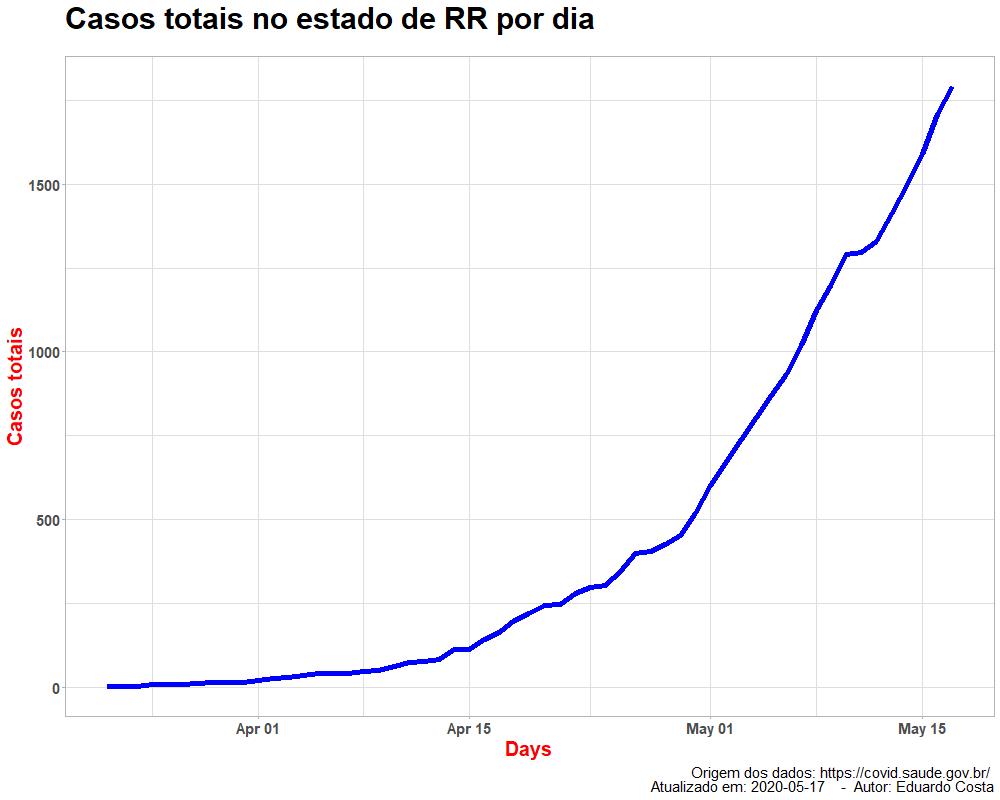 Casos totais no estado de RR por dia
1500
1000
500
0
Casos totais
Apr 01
Apr 15
May 01
May 15
Days
Origem dos dados: https://covid.saude.gov.br/
Atualizado em: 2020-05-17 - Autor: Eduardo Costa